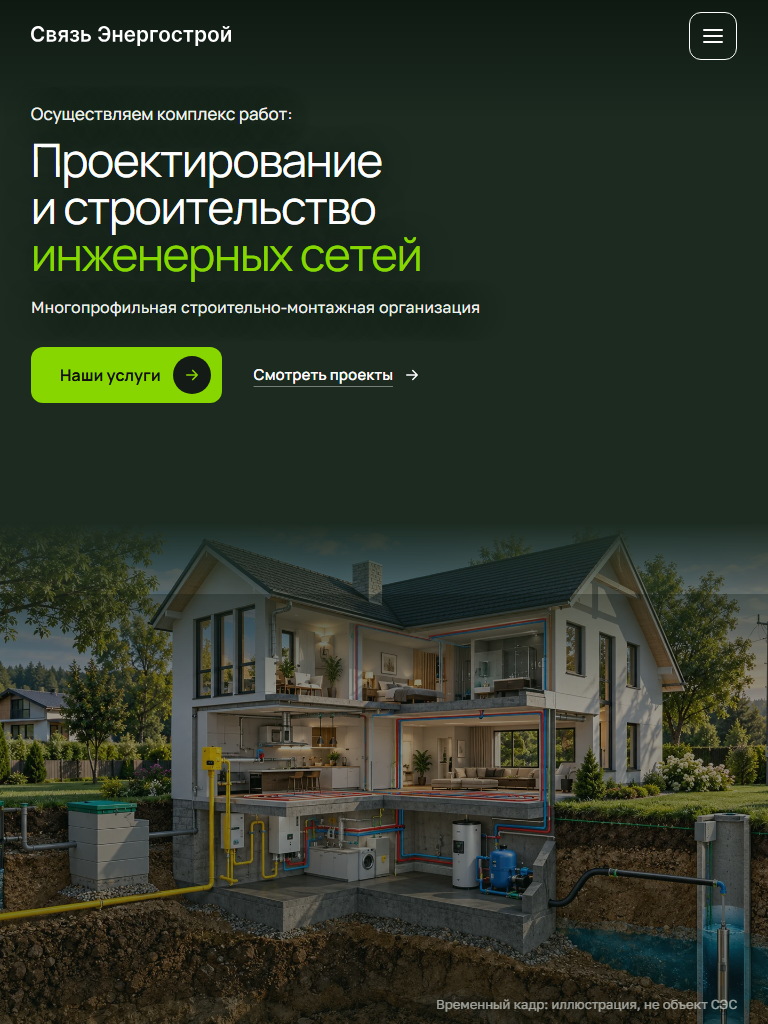 Связь Энергострой
Осуществляем комплекс работ:
Проектирование
и строительство
инженерных сетей
Многопрофильная строительно-монтажная организация
Наши услуги
Смотреть проекты
Временный кадр: иллюстрация, не объект СЭС